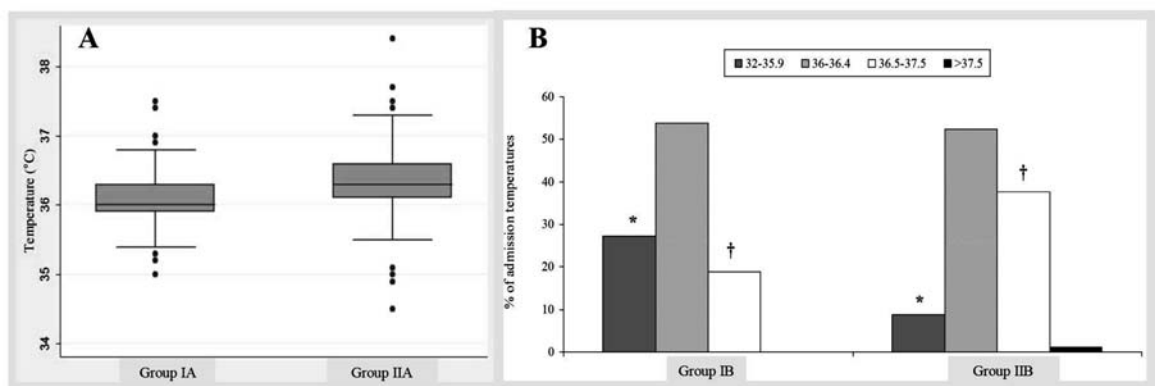 A
Temperature (°C)
38
37
36
35
34
Group IA
Group IIA
B
32-35.9
36-36.4
36.5-37.5
>37.5
% of admission temperatures
60
50
40
30
20
10
0
*
†
*
†
Group IB
Group IIB